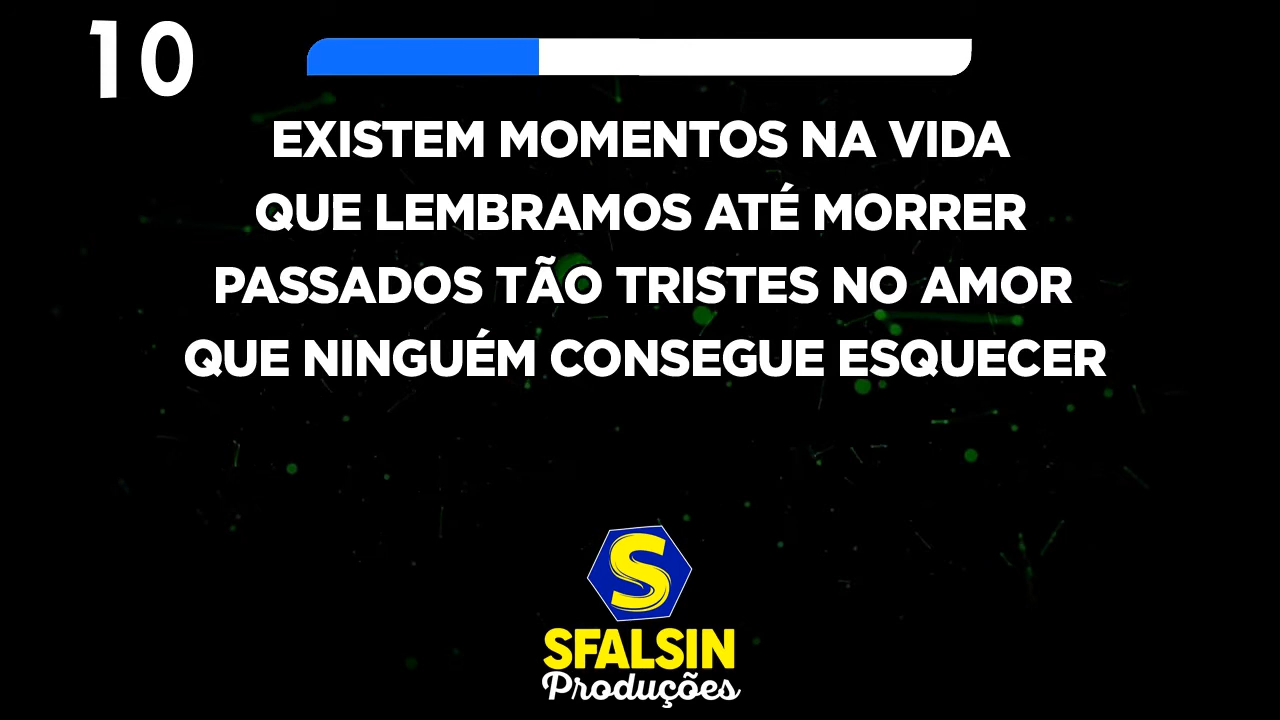 10
EXISTEM MOMENTOS NA VIDA
QUE LEMBRAMOS ATÉ MORRER
PASSADOS TÃO TRISTES NO AMOR
QUE NINGUÉM CONSEGUE ESQUECER
S
SFALSIN
Produções